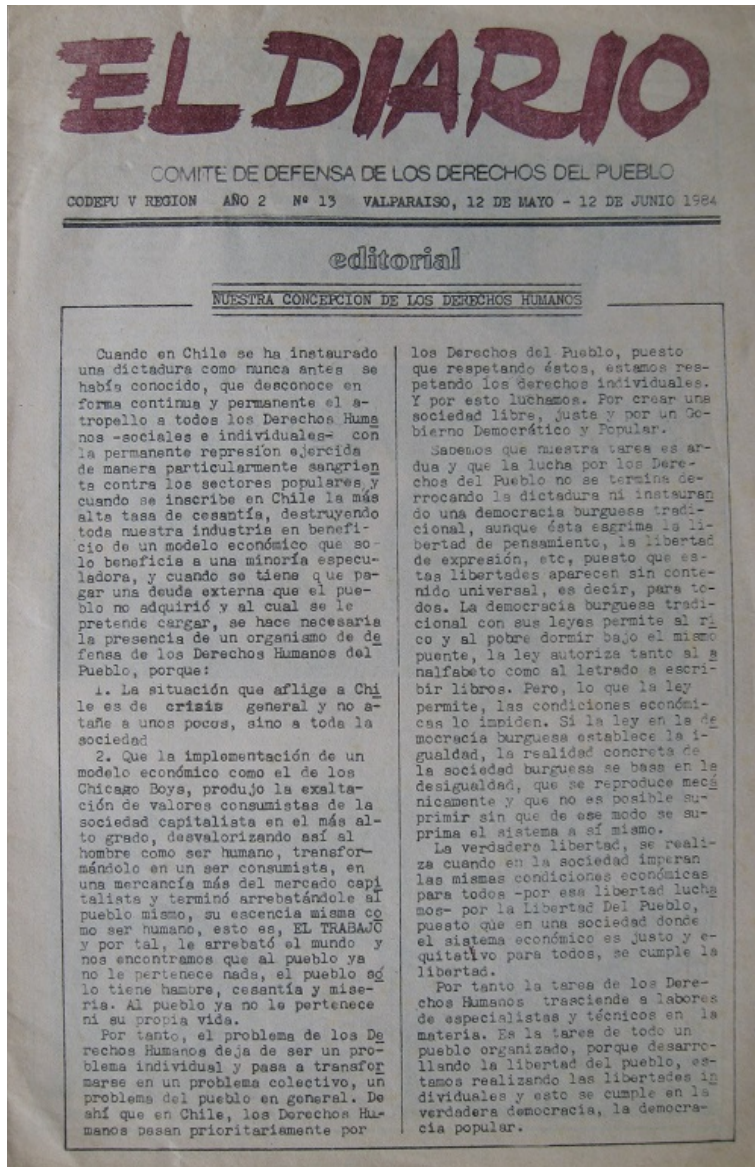 EL DIARIO
COMITE DE DEFENSA DE LOS DERECHOS DEL PUEBLO
CODEPU V REGION AÑO 2 Nº 13 VALPARAISO, 12 DE MAYO - 12 DE JUNIO 1984
editorial
NUESTRA CONCEPCION DE LOS DERECHOS HUMANOS
Cuando en Chile se ha instaurado
una dictadura como nunca antes se
había conocido, que desconoce en
forma continua y permanente el a-
tropello a todos los Derechos Huma
nos -sociales e individuales- con
la permanente represión ejercida
de manera particularmente sangrien
ta contra los sectores populares y
cuando se inscribe en Chile la más
alta tasa de cesantía, destruyendo
toda nuestra industria en benefi-
cio de un modelo económico que so-
lo beneficia a una minoría especu-
ladora, y cuando se tiene que pa-
gar una deuda externa que el pue-
blo no adquirió y al cual se le
pretende cargar, se hace necesaria
la presencia de un organismo de de
fensa de los Derechos Humanos del
Pueblo, porque:
1. La situación que aflige a Chi
le es de crisis general y no a-
tañe a unos pocos, sino a toda la
sociedad
2. Que la implementación de un
modelo económico como el de los
Chicago Boys, produjo la exalta-
ción de valores consumistas de la
sociedad capitalista en el más al-
to grado, desvalorizando así al
hombre como ser humano, transfor-
mándolo en un ser consumista, en
una mercancía más del mercado capi
talista y terminó arrebatándole al
pueblo mismo, su escencia misma co
mo ser humano, esto es, EL TRABAJO
y por tal, le arrebató el mundo y
nos encontramos que al pueblo ya
no le pertenece nada, el pueblo só
lo tiene hambre, cesantía y mise-
ria. Al pueblo ya no le pertenece
ni su propia vida.
Por tanto, el problema de los De
rechos Humanos deja de ser un pro-
blema individual y pasa a transfor
marse en un problema colectivo, un
problema del pueblo en general. De
ahí que en Chile, los Derechos Hu-
manos pasan prioritariamente por
los Derechos del Pueblo, puesto
que respetando éstos, estamos res-
petando los derechos individuales.
Y por esto luchamos. Por crear una
sociedad libre, justa y por un Go-
bierno Democrático y Popular.
Sabemos que nuestra tarea es ar-
dua y que la lucha por los Dere-
chos del Pueblo no se termina de-
rrocando la dictadura ni instauran
do una democracia burguesa tradi-
cional, aunque ésta esgrima la li-
bertad de pensamiento, la libertad
de expresión, etc, puesto que es-
tas libertades aparecen sin conte-
nido universal, es decir, para to-
dos. La democracia burguesa tradi-
cional con sus leyes permite al ri
co y al pobre dormir bajo el mismo
puente, la ley autoriza tanto al a
nalfabeto como al letrado a escri-
bir libros. Pero, lo que la ley
permite, las condiciones económi-
cas lo impiden. Si la ley en la de
mocracia burguesa establece la i-
gualdad, la realidad concreta de
la sociedad burguesa se basa en la
desigualdad, que se reproduce mecá
nicamente y que no es posible su-
primir sin que de ese modo se su-
prima el sistema a sí mismo.
La verdadera libertad, se reali-
za cuando en la sociedad imperan
las mismas condiciones económicas
para todos -por esa libertad lucha
mos- por la Libertad Del Pueblo,
puesto que en una sociedad donde
el sistema económico es justo y e-
quitativo para todos, se cumple la
libertad.
Por tanto la tarea de los Dere-
chos Humanos trasciende a labores
de especialistas y técnicos en la
materia. Es la tarea de todo un
pueblo organizado, porque desarro-
llando la libertad del pueblo, es-
tamos realizando las libertades in
dividuales y esto se cumple en la
verdadera democracia, la democra-
cia popular.